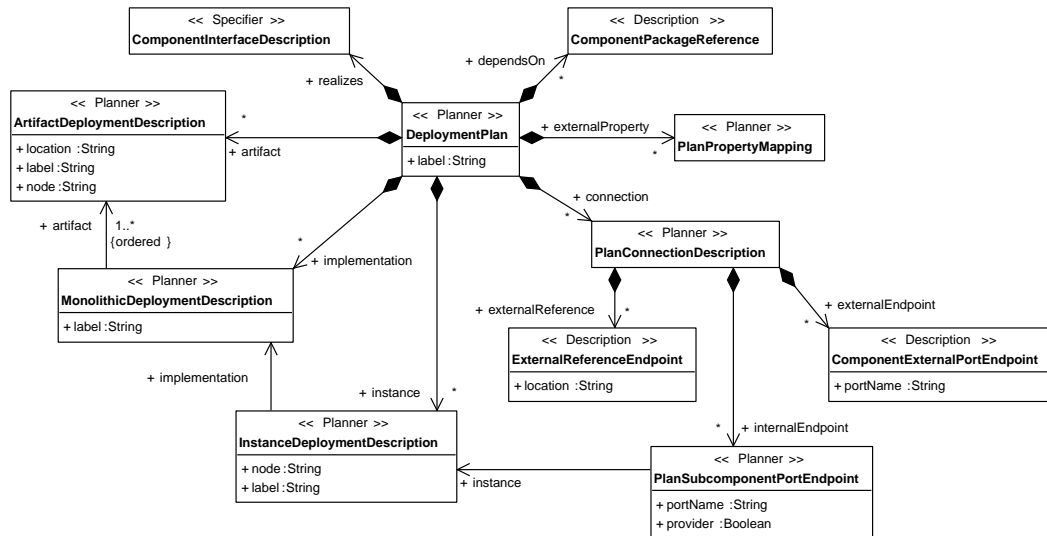 << Specifier >>
ComponentInterfaceDescription
<< Description >>
ComponentPackageReference
+ realizes
+ dependsOn
*
<< Planner >>
ArtifactDeploymentDescription
+ location :String
+ label :String
+ node :String
*
+ artifact
<< Planner >>
DeploymentPlan
+ label :String
+ externalProperty
*
<< Planner >>
PlanPropertyMapping
+ connection
*
+ artifact
1..*
{ordered }
*
+ implementation
<< Planner >>
PlanConnectionDescription
<< Planner >>
MonolithicDeploymentDescription
+ label :String
+ externalReference
*
+ externalEndpoint
*
<< Description >>
ExternalReferenceEndpoint
+ location :String
<< Description >>
ComponentExternalPortEndpoint
+ portName :String
+ implementation
+ instance
*
<< Planner >>
InstanceDeploymentDescription
+ node :String
+ label :String
* 
+ internalEndpoint
+ instance
<< Planner >>
PlanSubcomponentPortEndpoint
+ portName :String
+ provider :Boolean